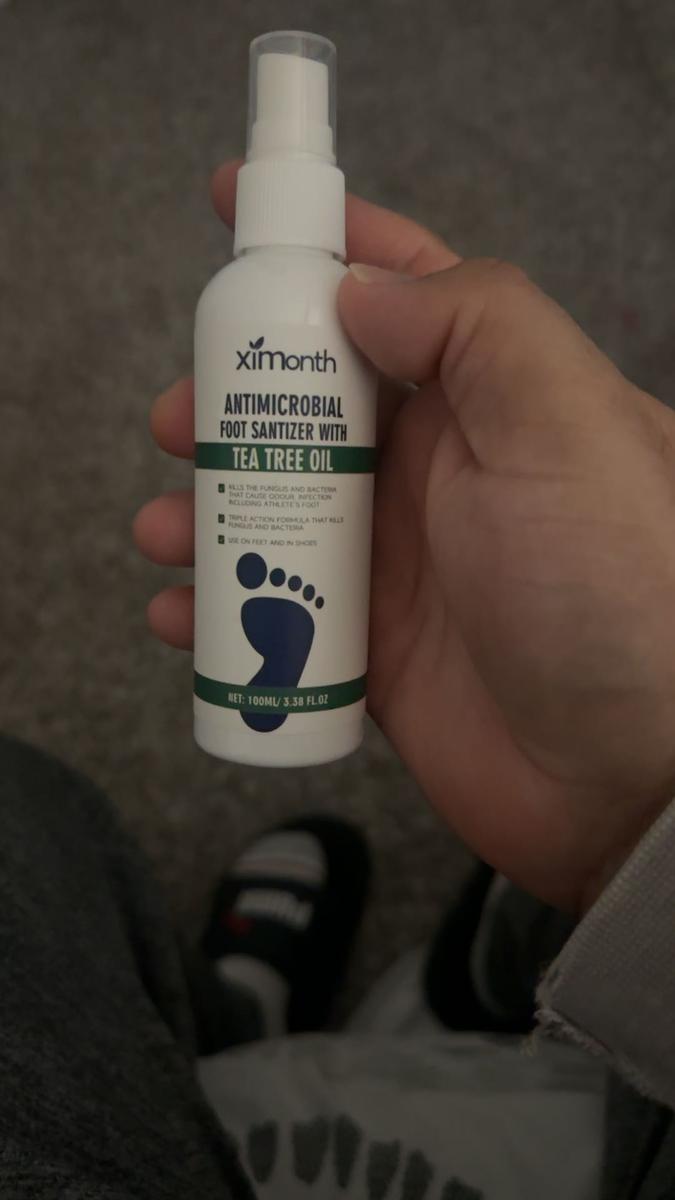 ximonth
ANTIMICROBIAL
FOOT SANTIZER WITH
TEA TREE OIL
KILLS THE FUNGUS AND BACTERIA
THAT CAUSE ODOUR, INFECTION
INCLUDING ATHLETE'S FOOT
TRIPLE ACTION FORMULA THAT KILLS
FUNGUS AND BACTERIA
USE ON FEET AND IN SHOES
NET: 100ML/ 3.38 FL.OZ